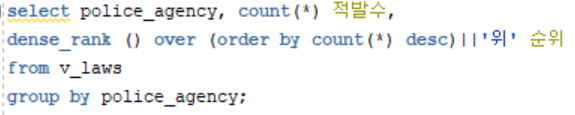 select police_agency, count(*) 적발수,
dense_rank () over (order by count(*) desc)||'위' 순위
from v_laws
group by police_agency;